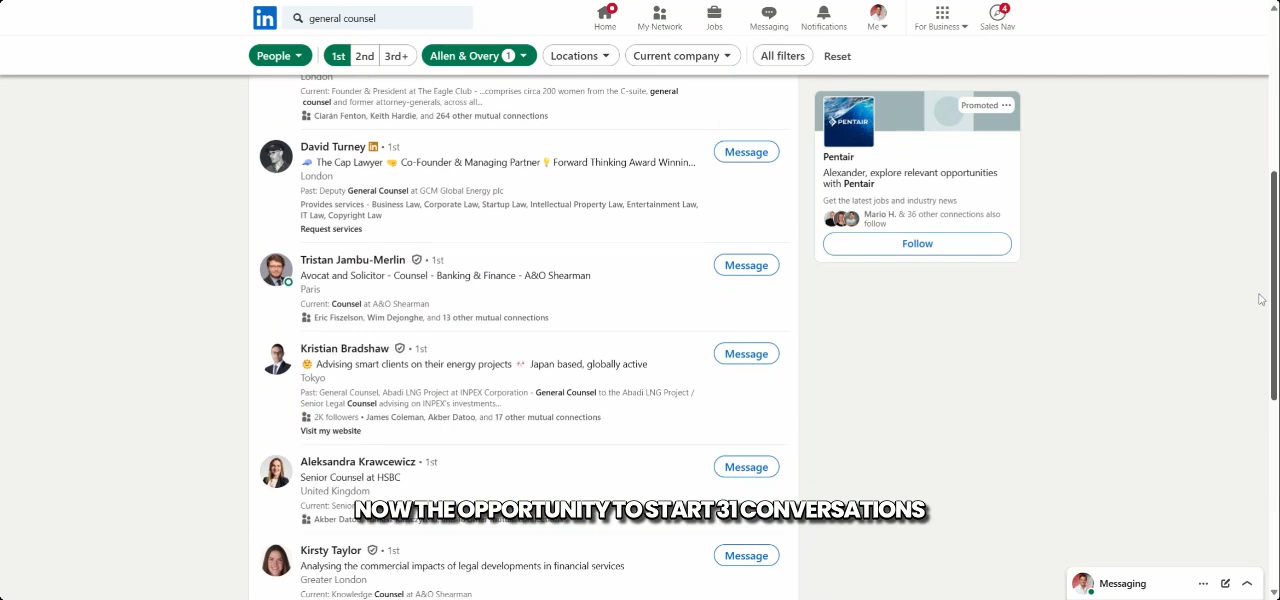 in
general counsel
Home
My Network
Jobs
Messaging
Notifications
Me
For Business
4
Sales Nav
People
1st
2nd
3rd+
Allen & Overy 1
Locations
Current company
All filters
Reset
London
Current: Founder & President at The Eagle Club - ...comprises circa 200 women from the C-suite, general
counsel and former attorney-generals, across all...
Ciarán Fenton, Keith Hardie, and 264 other mutual connections
David Turney in • 1st
The Cap Lawyer Co-Founder & Managing Partner Forward Thinking Award Winnin...
London
Past: Deputy General Counsel at GCM Global Energy plc
Provides services - Business Law, Corporate Law, Startup Law, Intellectual Property Law, Entertainment Law,
IT Law, Copyright Law
Request services
Message
Tristan Jambu-Merlin • 1st
Avocat and Solicitor - Counsel - Banking & Finance - A&O Shearman
Paris
Current: Counsel at A&O Shearman
Eric Fiszelson, Wim Dejonghe, and 13 other mutual connections
Message
Kristian Bradshaw • 1st
Advising smart clients on their energy projects Japan based, globally active
Tokyo
Past: General Counsel, Abadi LNG Project at INPEX Corporation - General Counsel to the Abadi LNG Project /
Senior Legal Counsel advising on INPEX's investments...
2K followers • James Coleman, Akber Datoo, and 17 other mutual connections
Visit my website
Message
Aleksandra Krawcewicz • 1st
Senior Counsel at HSBC
United Kingdom
Current: Senio
Akber Datoo
Message
NOW THE OPPORTUNITY TO START 31 CONVERSATIONS
Kirsty Taylor • 1st
Analysing the commercial impacts of legal developments in financial services
Greater London
Current: Knowledge Counsel at A&O Shearman
Message
Promoted ...
PENTAIR
Pentair
Alexander, explore relevant opportunities
with Pentair
Get the latest jobs and industry news
Mario H. & 36 other connections also
follow
Follow
Messaging